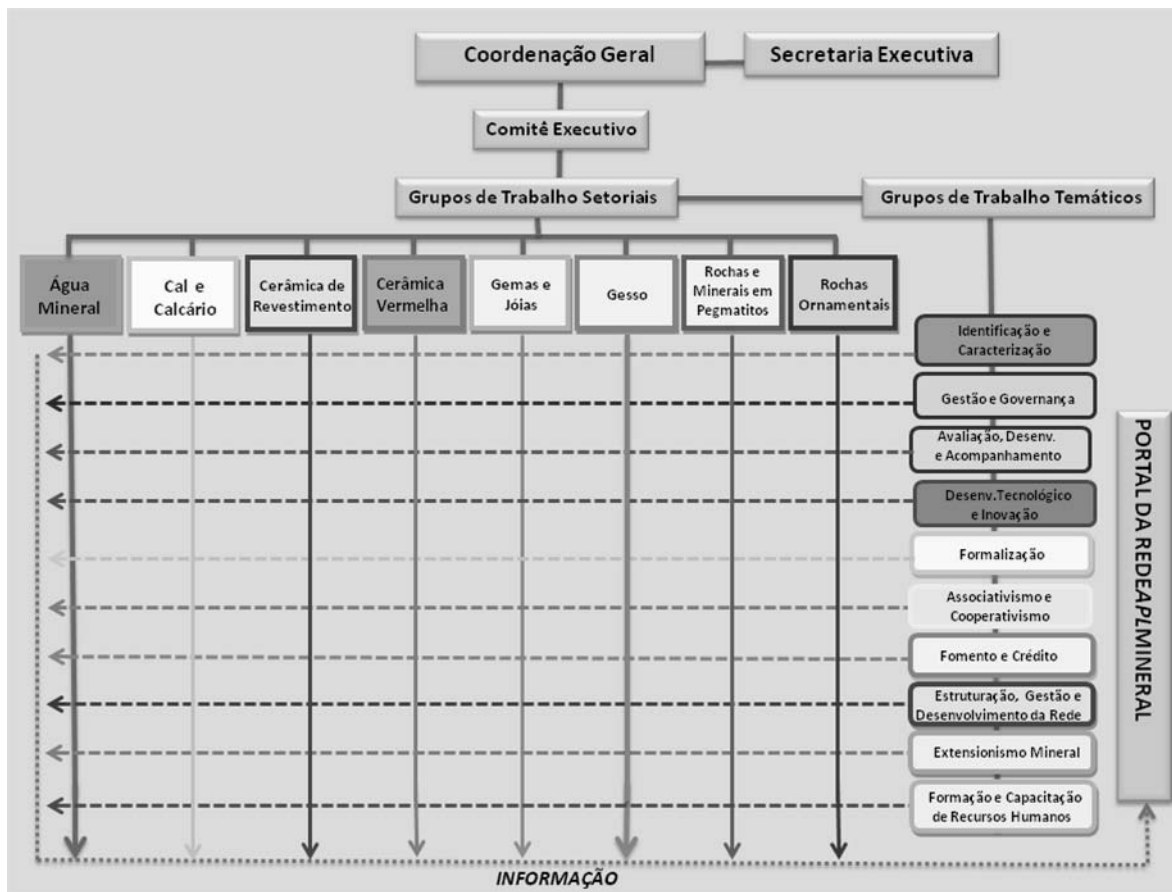 Coordenação Geral
Secretaria Executiva
Comitê Executivo
Grupos de Trabalho Setoriais
Grupos de Trabalho Temáticos
Água
Mineral
Cal e
Calcário
Cerâmica de
Revestimento
Cerâmica
Vermelha
Gemas e
Jóias
Gesso
Rochas e
Minerais em
Pegmatitos
Rochas
Ornamentais
Identificação e
Caracterização
Gestão e Governança
Avaliação, Desenv.
e Acompanhamento
Desenv.Tecnológico
e Inovação
Formalização
Associativismo e
Cooperativismo
Fomento e Crédito
Estruturação, Gestão e
Desenvolvimento da Rede
Extensionismo Mineral
Formação e Capacitação
de Recursos Humanos
PORTAL DA REDEAPLMINERAL
INFORMAÇÃO